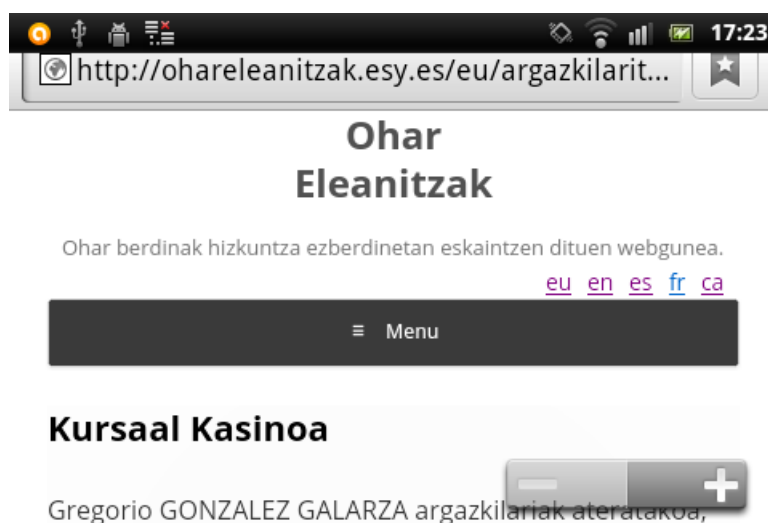 17:23
http://ohareleanitzak.esy.es/eu/argazkilarit...
Ohar
Eleanitzak
Ohar berdinak hizkuntza ezberdinetan eskaintzen dituen webgunea.
eu en es fr ca
≡ Menu
Kursaal Kasinoa
Gregorio GONZALEZ GALARZA argazkilariak ateratakoa,